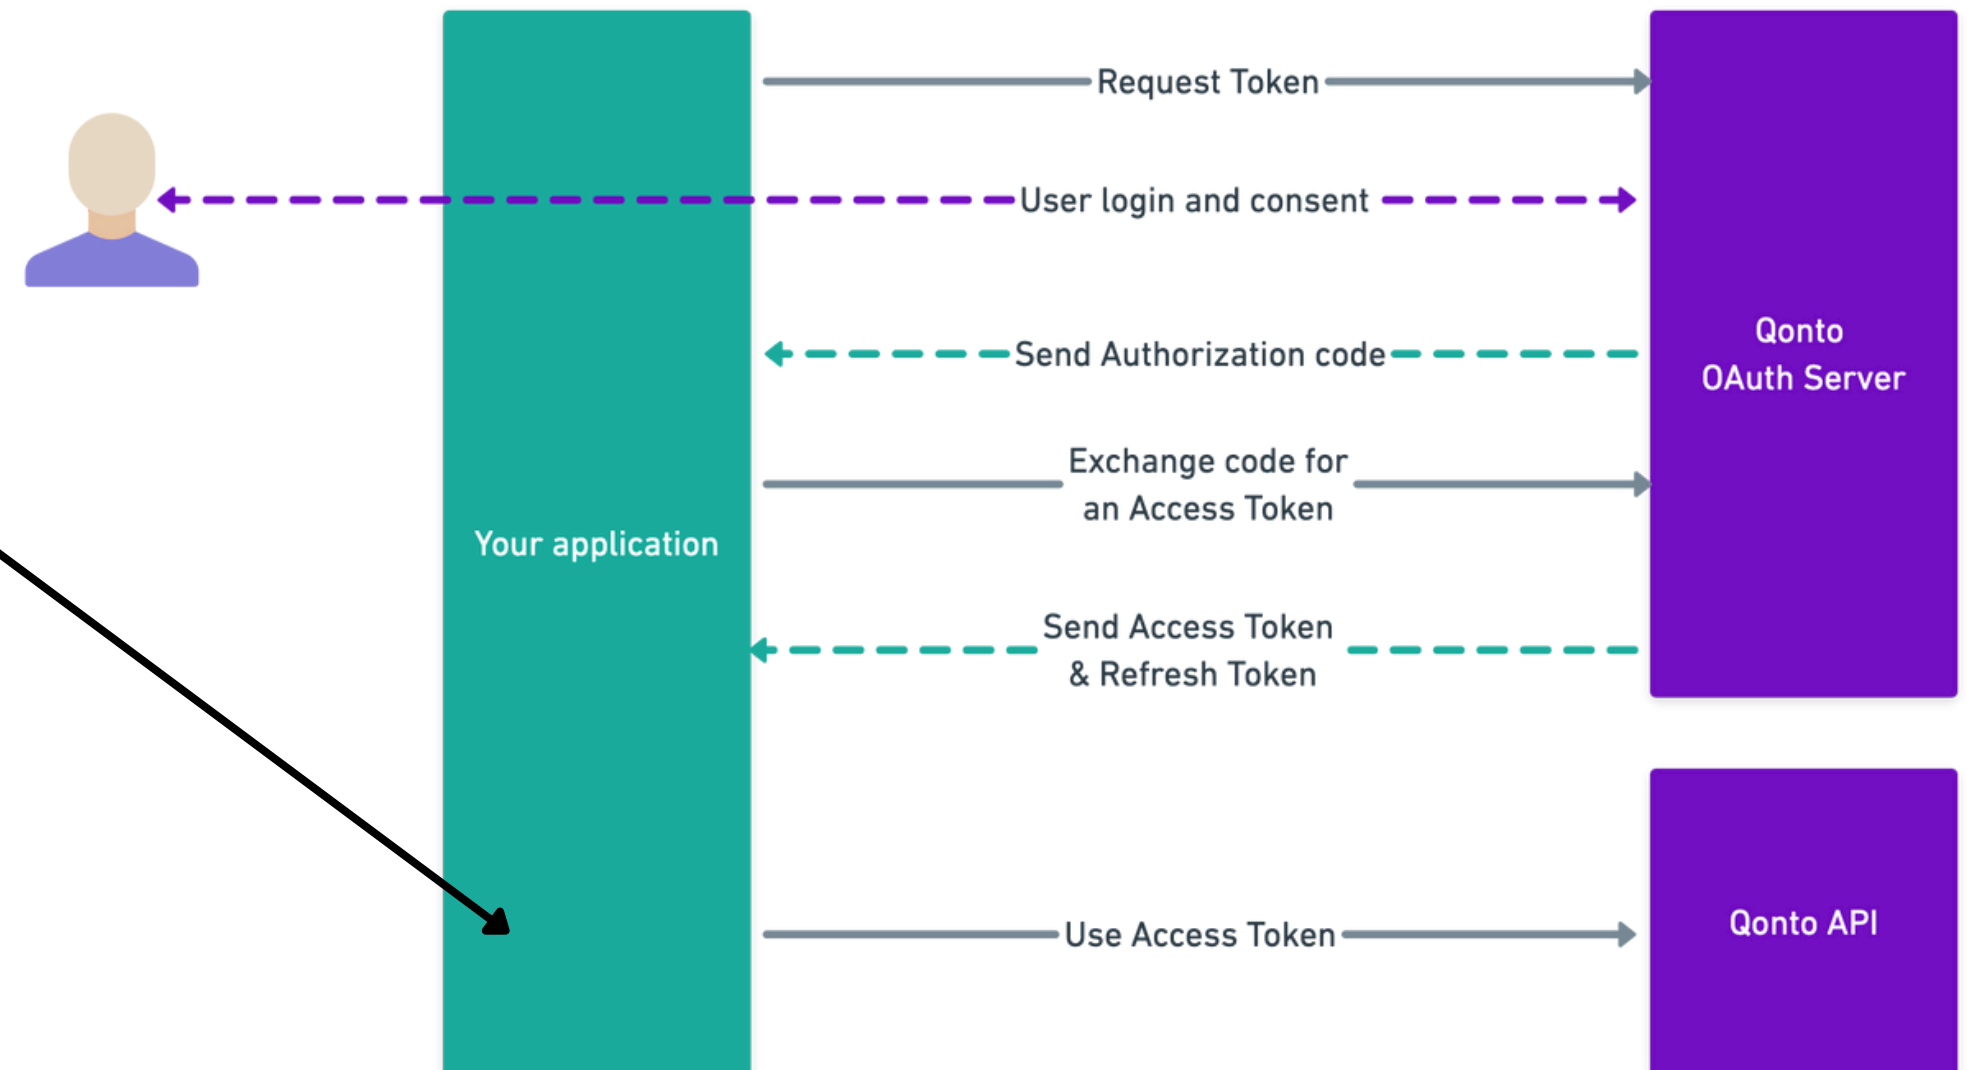 Request Token
User login and consent
Send Authorization code
Qonto
OAuth Server
Exchange code for
an Access Token
Your application
Send Access Token
& Refresh Token
Use Access Token
Qonto API